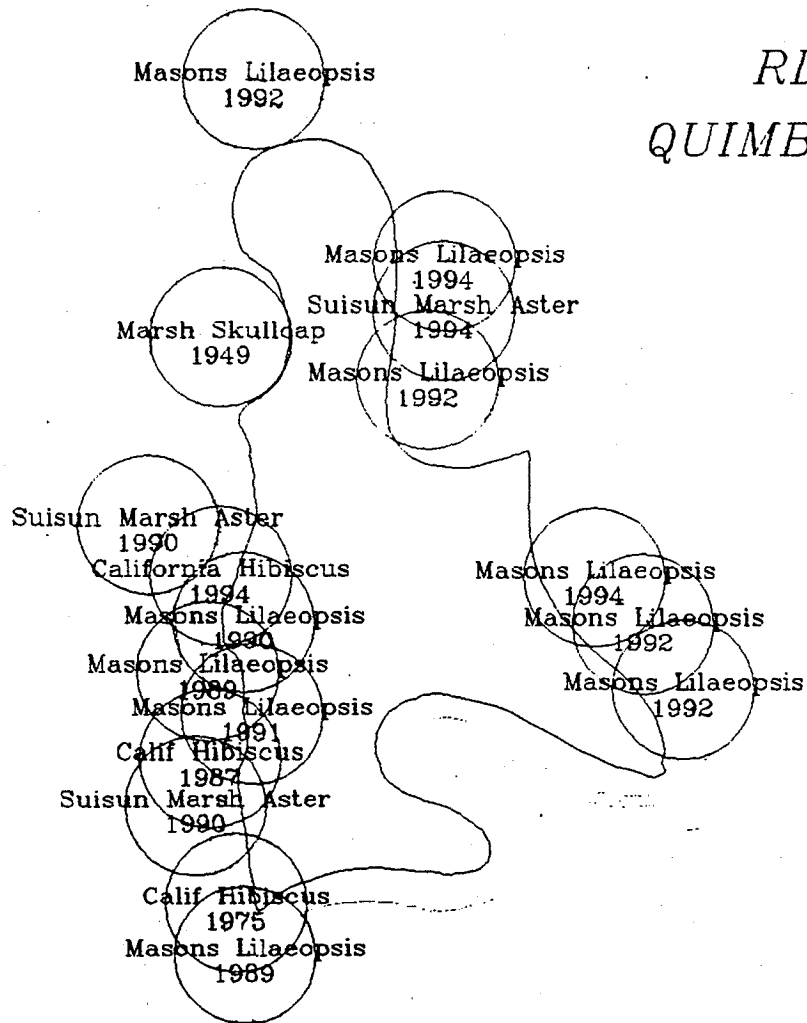 RL
QUIMB
Masons Lilaeopsis
1992
Masons Lilaeopsis
1994
Suisun Marsh Aster
1994
Masons Lilaeopsis
1992
Marsh Skullcap
1949
Suisun Marsh Aster
1990
California Hibiscus
1994
Masons Lilaeopsis
1990
Masons Lilaeopsis
1989
Masons Lilaeopsis
1991
Calif Hibiscus
1987
Suisun Marsh Aster
1990
Calif Hibiscus
1975
Masons Lilaeopsis
1989
Masons Lilaeopsis
1994
Masons Lilaeopsis
1992
Masons Lilaeopsis
1992